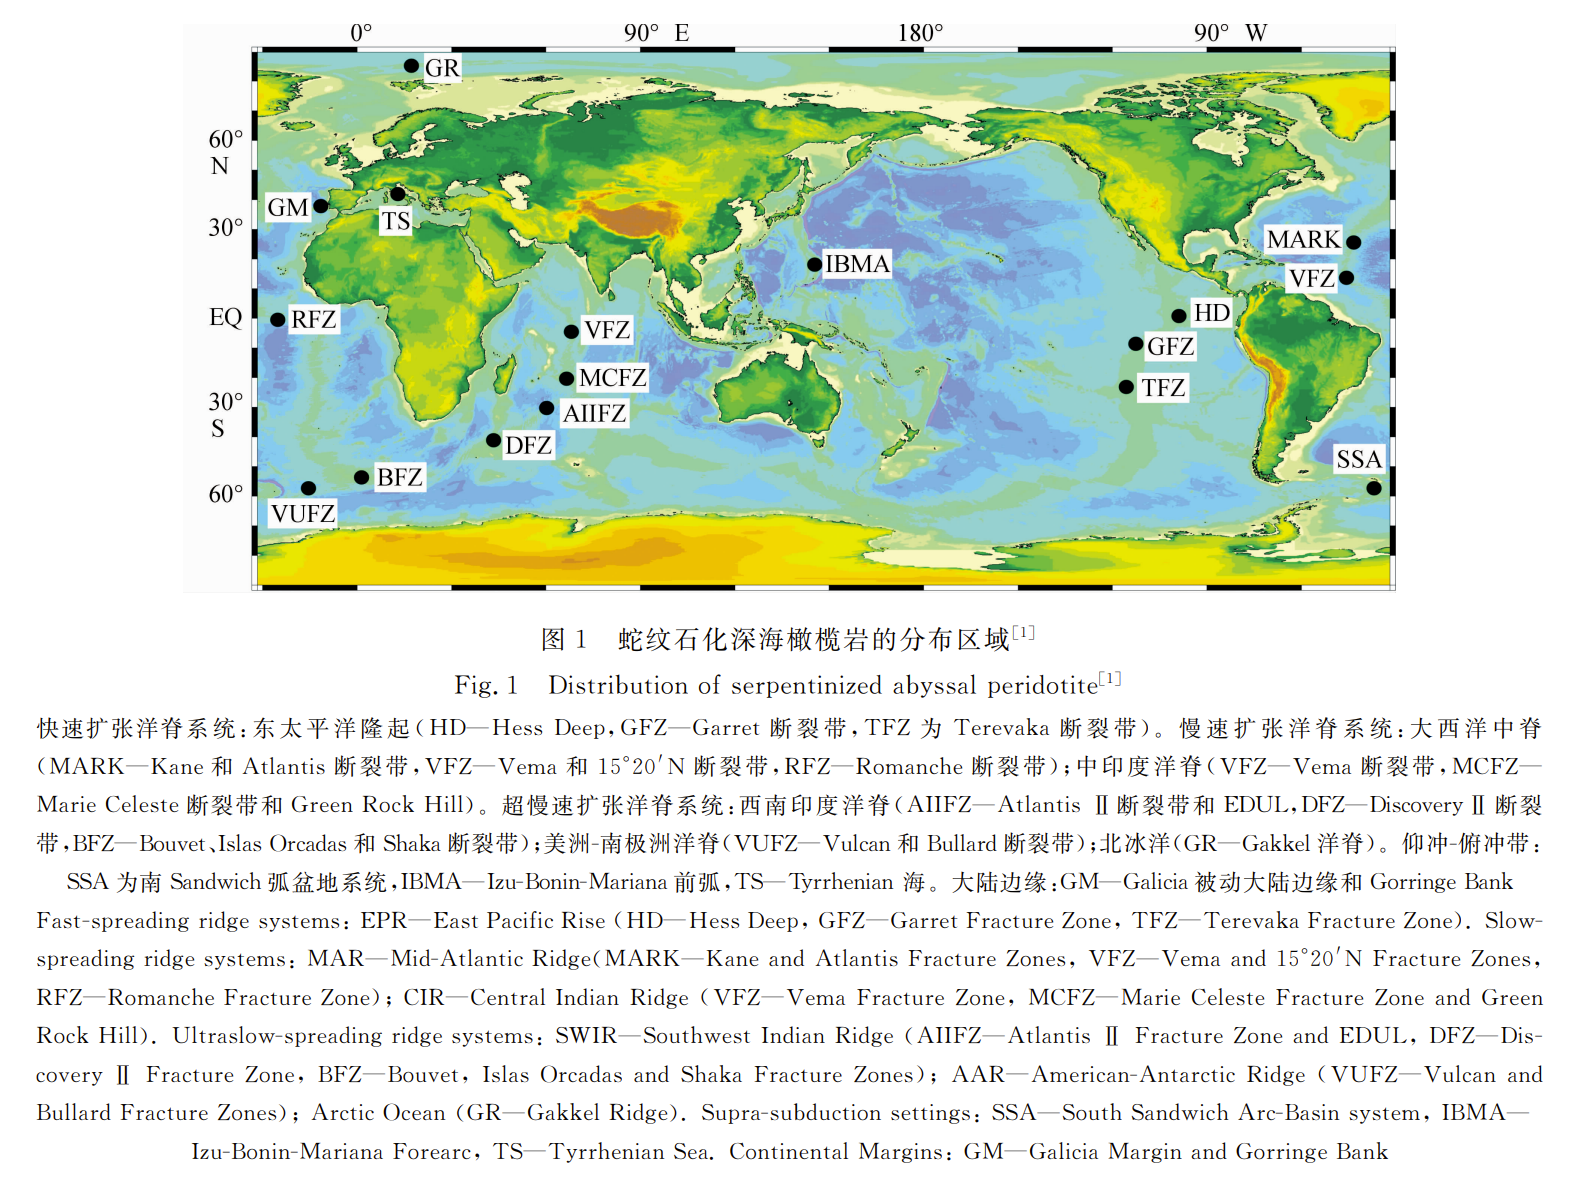 0° 90° E 180° 90° W
GR
60°
N
GM
TS
30°
MARK
IBMA
VFZ
EQ
RFZ
VFZ
HD
GFZ
MCFZ
TFZ
30°
S
AIIFZ
DFZ
SSA
BFZ
60°
VUFZ
图 1 蛇纹石化深海橄榄岩的分布区域[1]
Fig. 1 Distribution of serpentinized abyssal peridotite[1]
快速扩张洋脊系统:东太平洋隆起(HD—Hess Deep,GFZ—Garret 断裂带,TFZ 为 Terevaka 断裂带)。慢速扩张洋脊系统:大西洋中脊
(MARK—Kane 和 Atlantis 断裂带,VFZ—Vema 和 15°20′N 断裂带,RFZ—Romanche 断裂带);中印度洋脊(VFZ—Vema 断裂带,MCFZ—
Marie Celeste 断裂带和 Green Rock Hill)。超慢速扩张洋脊系统:西南印度洋脊(AIIFZ—Atlantis Ⅱ断裂带和 EDUL,DFZ—DiscoveryⅡ断裂
带,BFZ—Bouvet、Islas Orcadas 和 Shaka 断裂带);美洲-南极洲洋脊(VUFZ—Vulcan 和 Bullard 断裂带);北冰洋(GR—Gakkel 洋脊)。仰冲-俯冲带:
SSA 为南 Sandwich 弧盆地系统,IBMA—Izu-Bonin-Mariana 前弧,TS—Tyrrhenian 海。大陆边缘:GM—Galicia 被动大陆边缘和 Gorringe Bank
Fast-spreading ridge systems: EPR—East Pacific Rise (HD—Hess Deep, GFZ—Garret Fracture Zone, TFZ—Terevaka Fracture Zone). Slow-
spreading ridge systems: MAR—Mid-Atlantic Ridge(MARK—Kane and Atlantis Fracture Zones, VFZ—Vema and 15°20′N Fracture Zones,
RFZ—Romanche Fracture Zone); CIR—Central Indian Ridge (VFZ—Vema Fracture Zone, MCFZ—Marie Celeste Fracture Zone and Green
Rock Hill). Ultraslow-spreading ridge systems: SWIR—Southwest Indian Ridge (AIIFZ—Atlantis Ⅱ Fracture Zone and EDUL, DFZ—Dis-
covery Ⅱ Fracture Zone, BFZ—Bouvet, Islas Orcadas and Shaka Fracture Zones); AAR—American-Antarctic Ridge (VUFZ—Vulcan and
Bullard Fracture Zones); Arctic Ocean (GR—Gakkel Ridge). Supra-subduction settings: SSA—South Sandwich Arc-Basin system, IBMA—
Izu-Bonin-Mariana Forearc, TS—Tyrrhenian Sea. Continental Margins: GM—Galicia Margin and Gorringe Bank